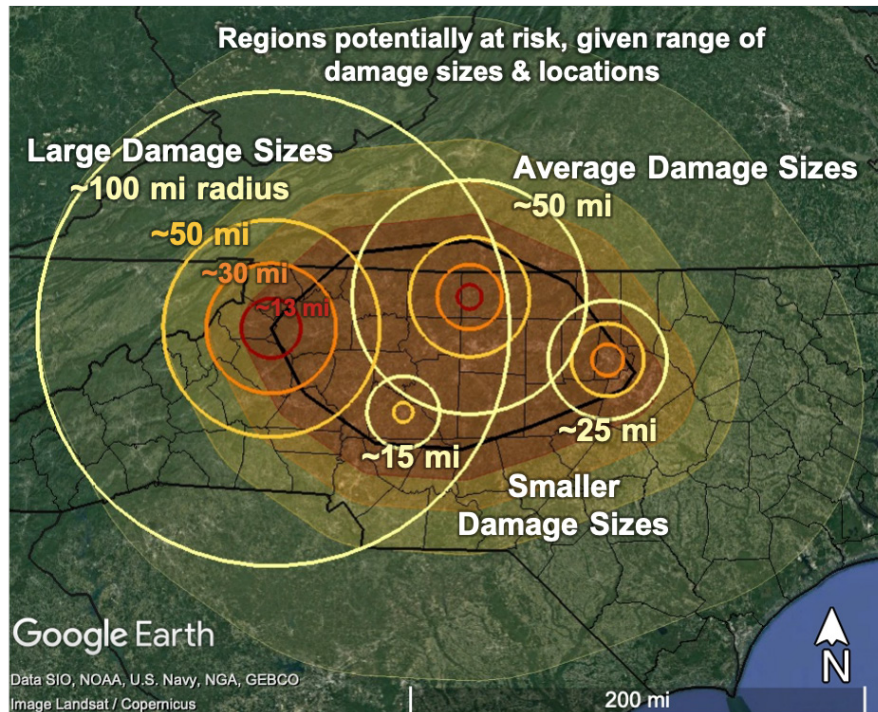 Regions potentially at risk, given range of
damage sizes & locations
Large Damage Sizes
~100 mi radius
~50 mi
~30 mi
~13 mi
Average Damage Sizes
~50 mi
~15 mi
~25 mi
Smaller
Damage Sizes
Google Earth
Data SIO, NOAA, U.S. Navy, NGA, GEBCO
Image Landsat / Copernicus
N
200 mi